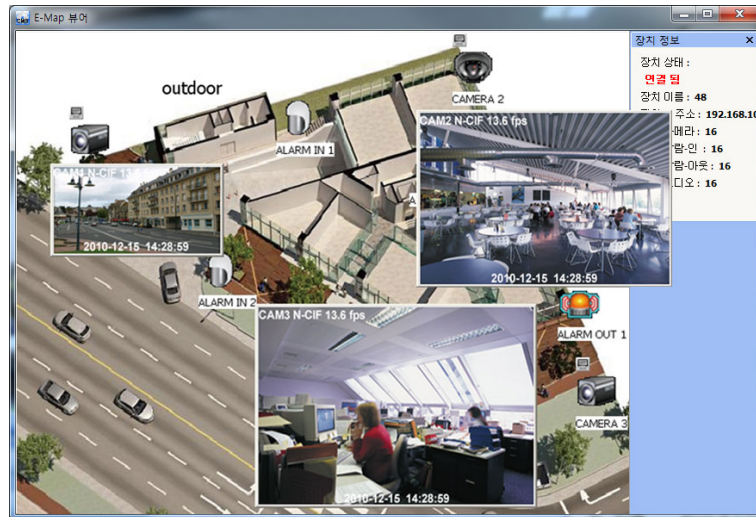 E-Map 뷰어
장치 정보
장치 상태 :
연결 됨
장치 이름 : 48
주소 : 192.168.10
메라 : 16
람-인 : 16
람-아웃 : 16
디오 : 16
outdoor
CAMERA 2
ALARM IN 1
CAM2 N-CIF 13.6 fps
CAM1 N-CIF 13.6 fps
A
2010-12-15 14:28:59
2010-12-15 14:28:59
ALARM IN 2
CAM3 N-CIF 13.6 fps
ALARM OUT 1
CAMERA 3
2010-12-15 14:28:59